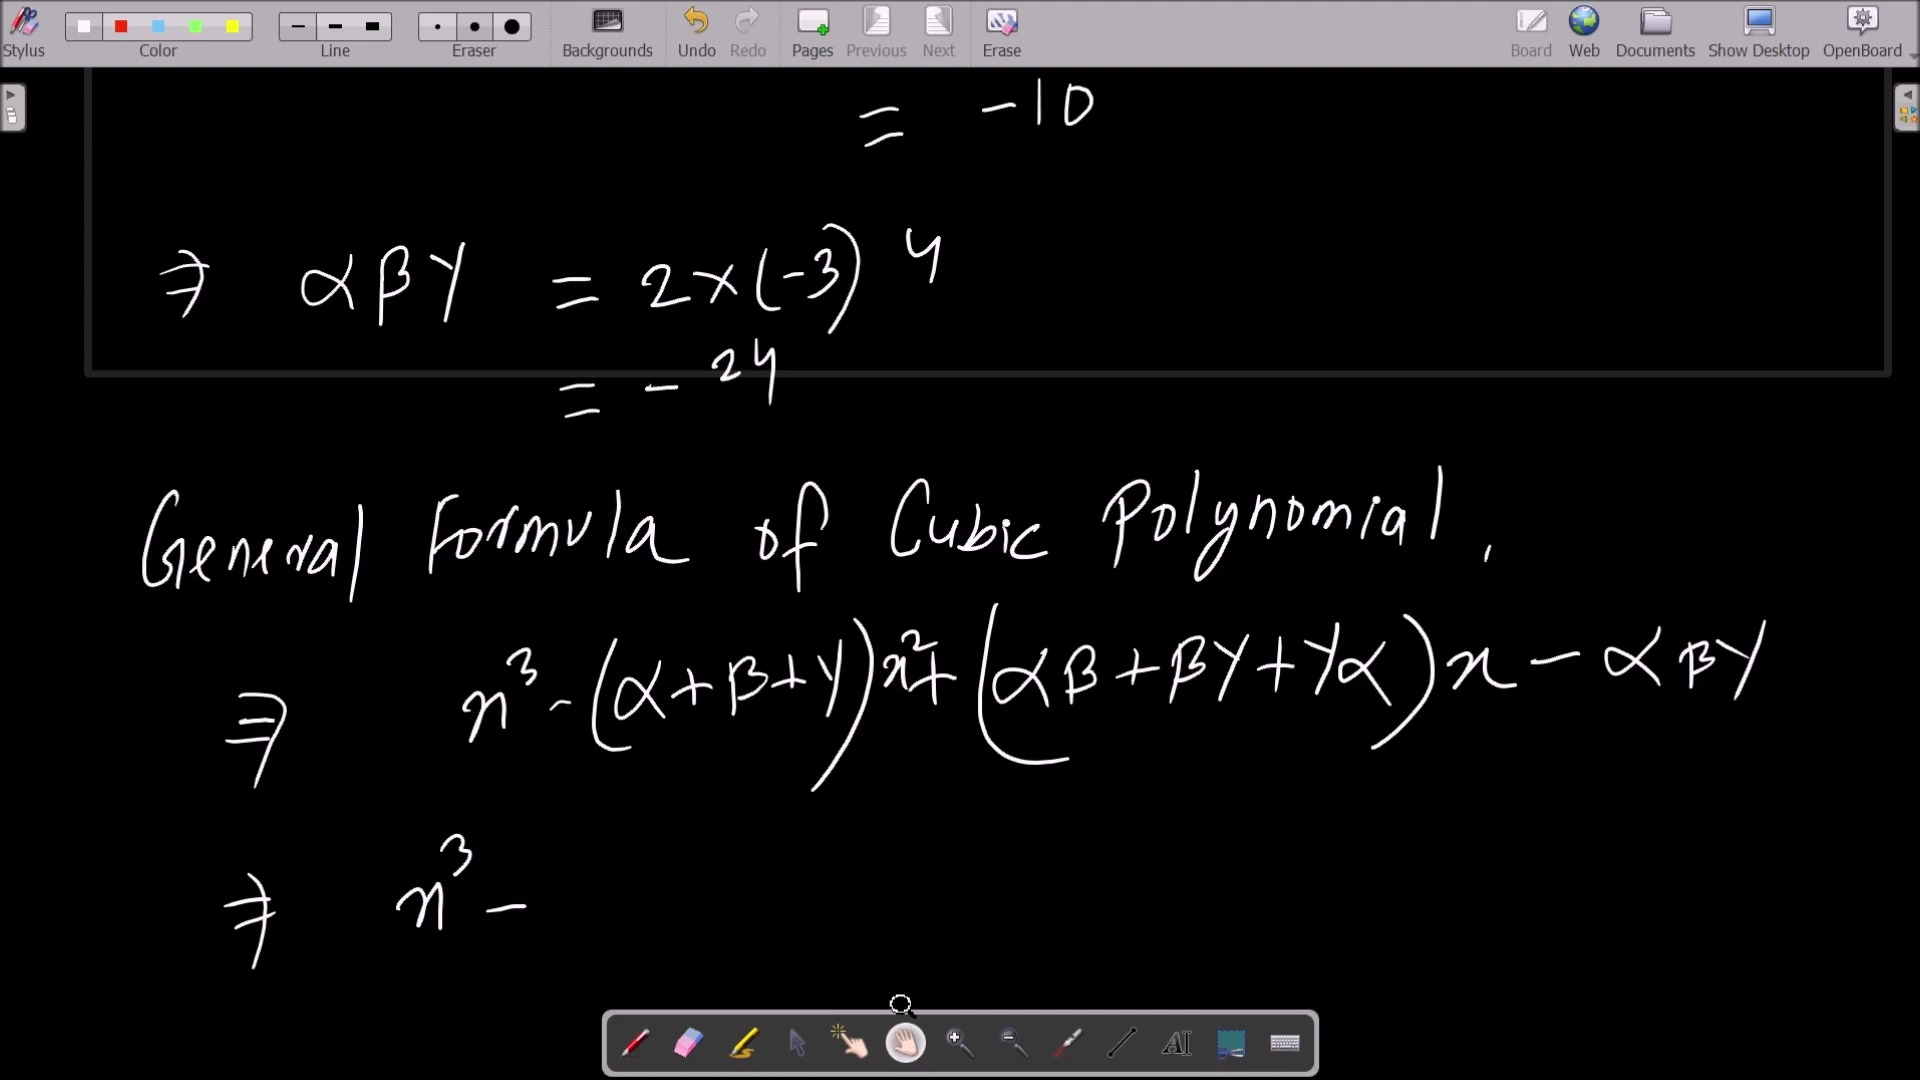 Stylus Color Line Eraser Backgrounds Undo Redo Pages Previous Next Erase Board Web Documents Show Desktop OpenBoard
= -10
⇒ αβγ = 2×(-3) 4
= - 24
General Formula of Cubic Polynomial.
⇒ x³ - (α+β+γ)x² + (αβ+βγ+γα)x - αβγ
⇒ x³ -
AI